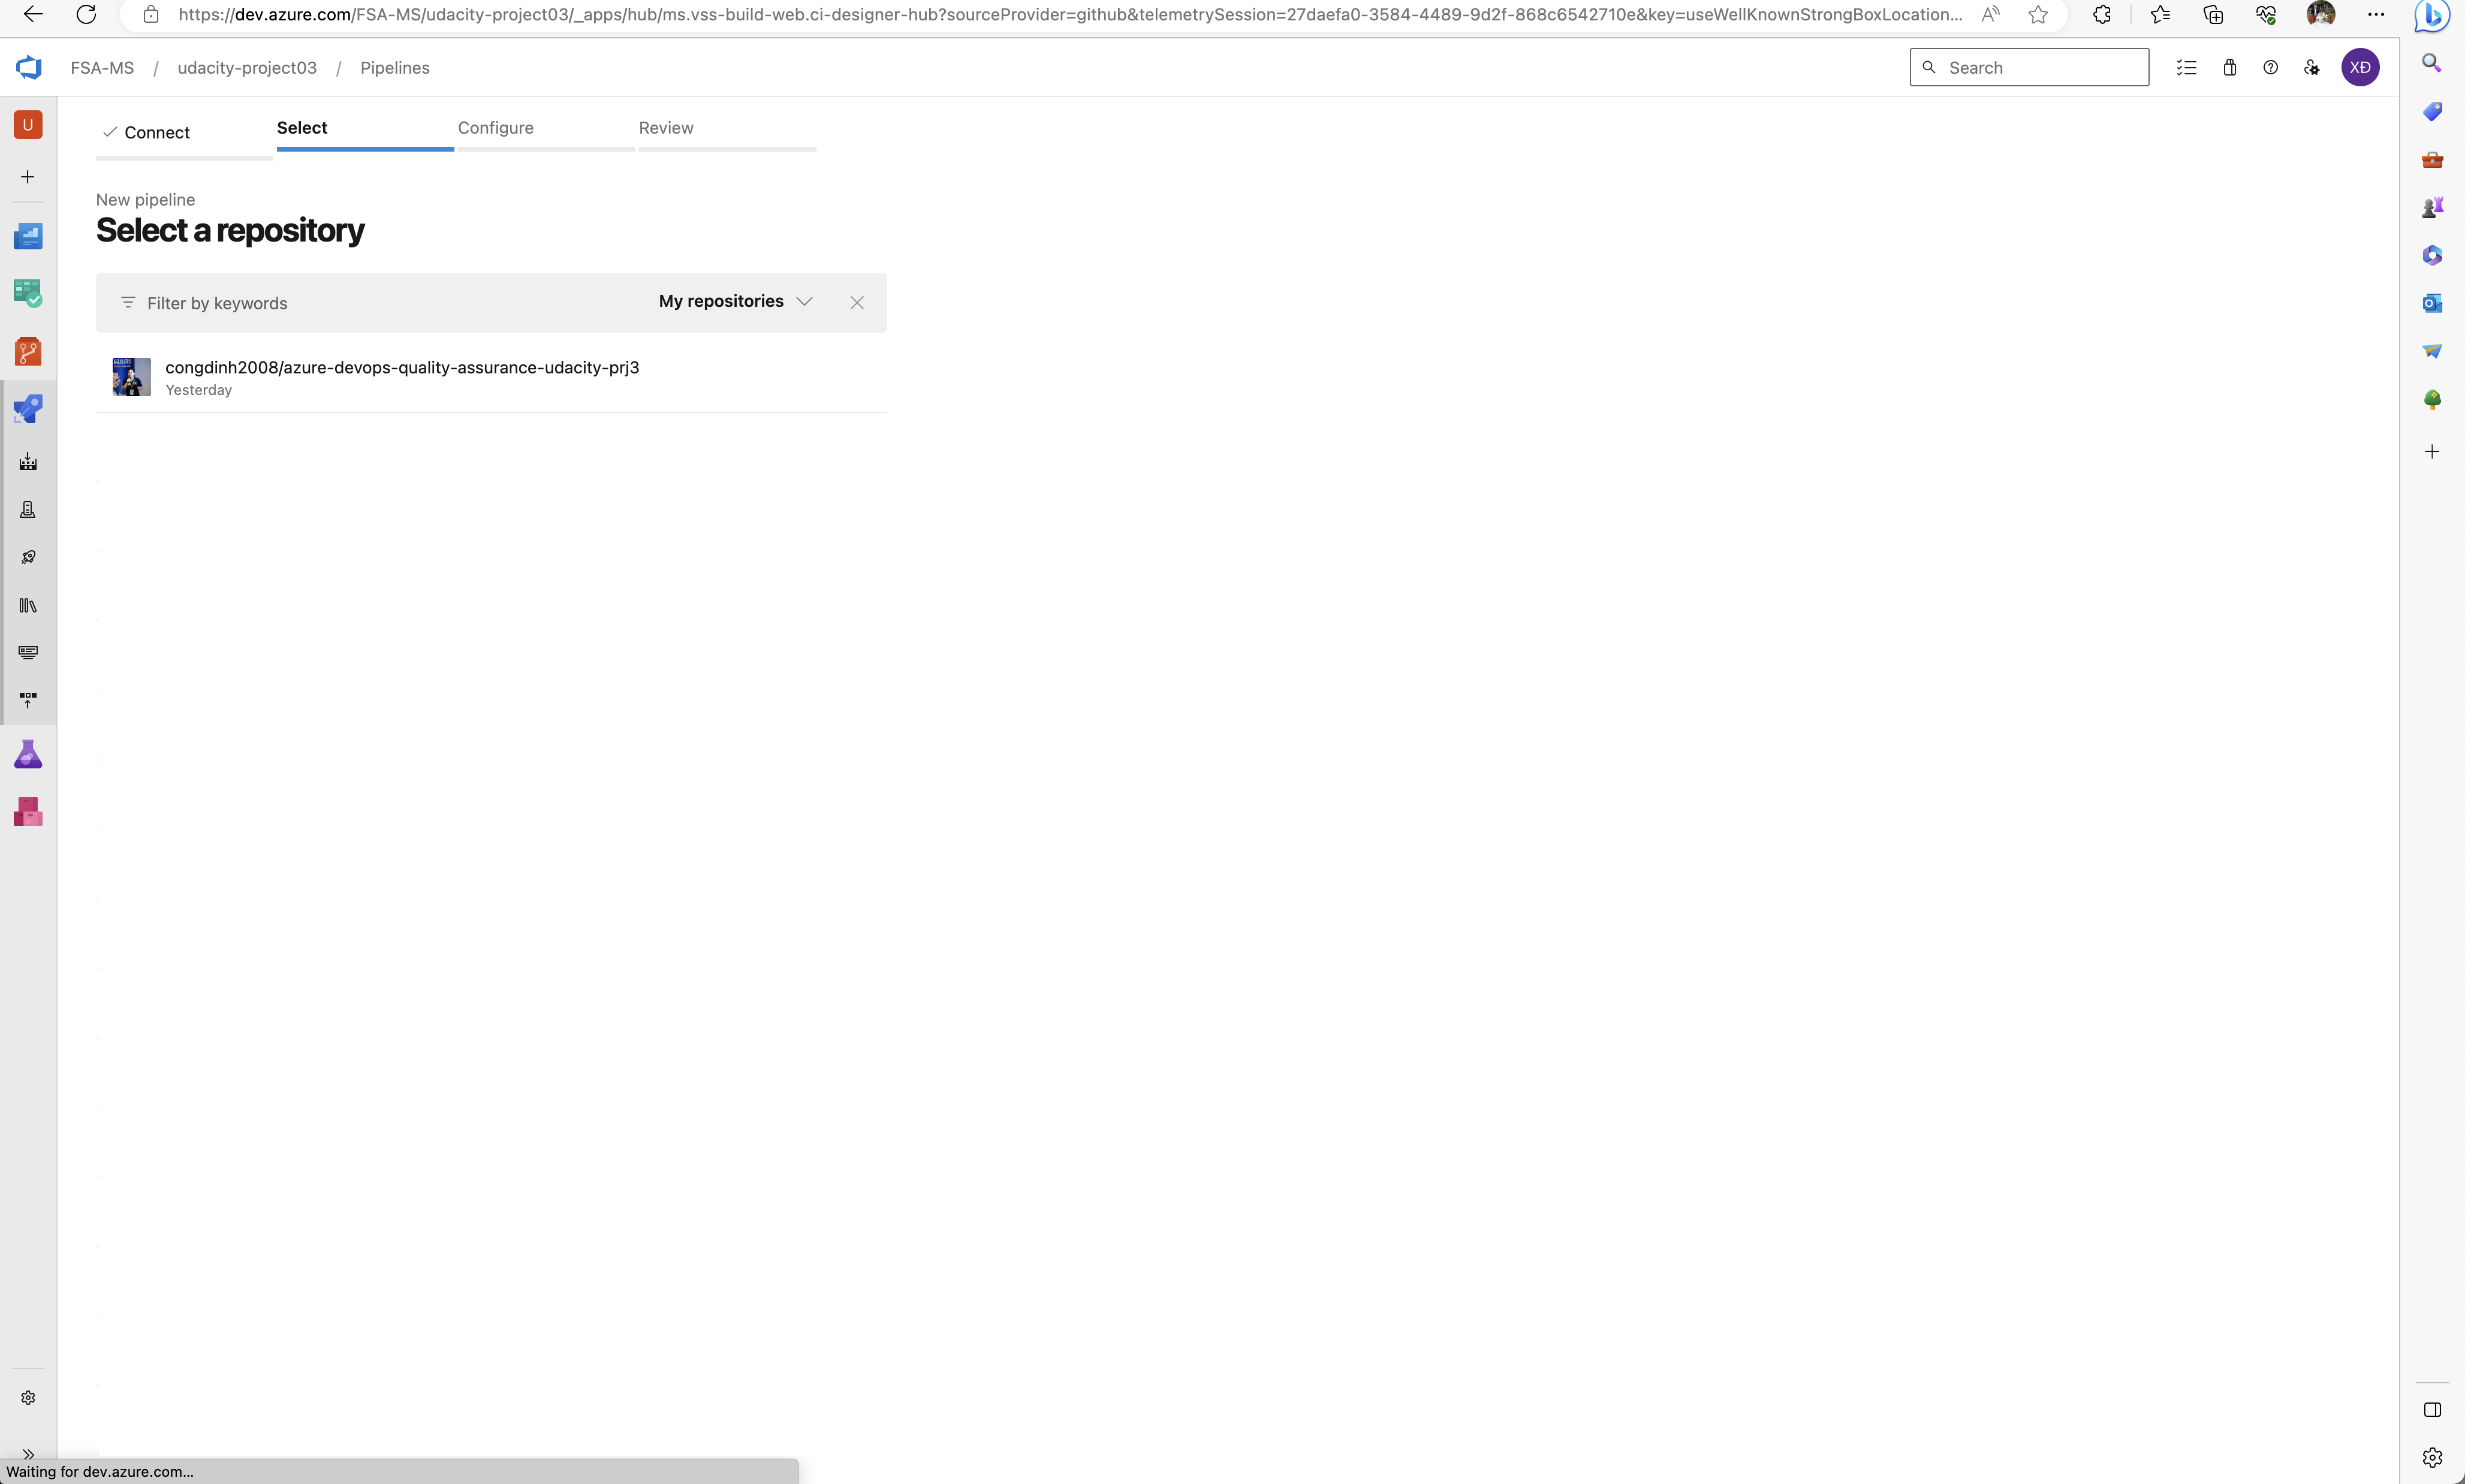 https://dev.azure.com/FSA-MS/udacity-project03/_apps/hub/ms.vss-build-web.ci-designer-hub?sourceProvider=github&telemetrySession=27daefa0-3584-4489-9d2f-868c6542710e&key=useWellKnownStrongBoxLocation...
FSA-MS / udacity-project03 / Pipelines
Search
XĐ
U
Connect
Select
Configure
Review
New pipeline
Select a repository
Filter by keywords
My repositories
congdinh2008/azure-devops-quality-assurance-udacity-prj3
Yesterday
Waiting for dev.azure.com...